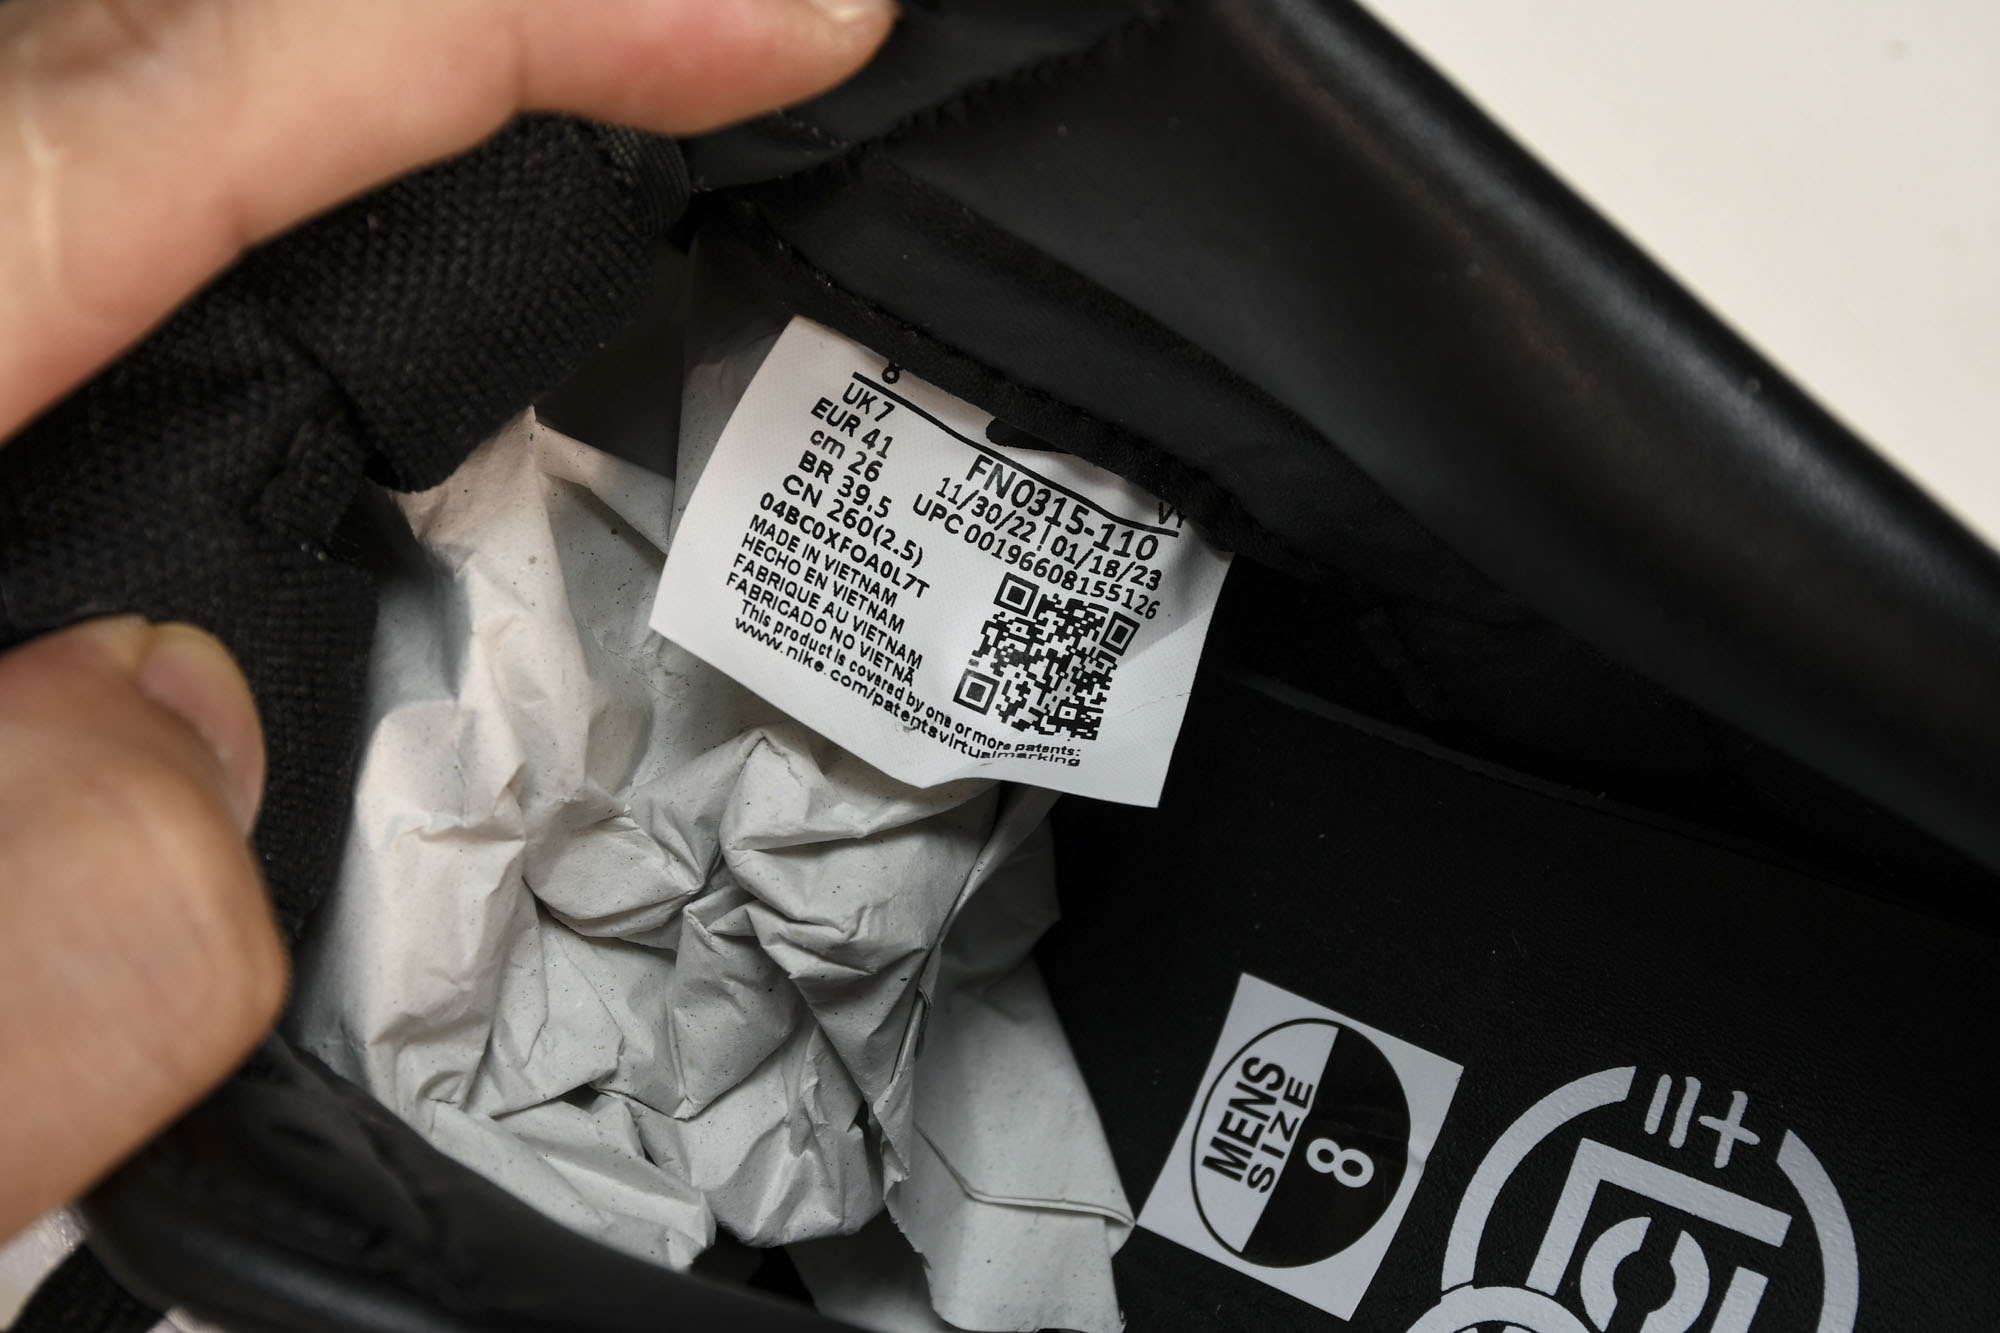 8
UK 7
EUR 41
cm 26
BR 39.5
CN 260(2.5)
04BC0XFOA0L7T
VT
FN0315-110
11/30/22 | 01/18/23
UPC 00196608155126
MADE IN VIETNAM
HECHO EN VIETNAM
FABRIQUE AU VIETNAM
FABRICADO NO VIETNÃ
This product is covered by one or more patents:
www.nike.com/patentsvirtualmarking
MENS
SIZE
8